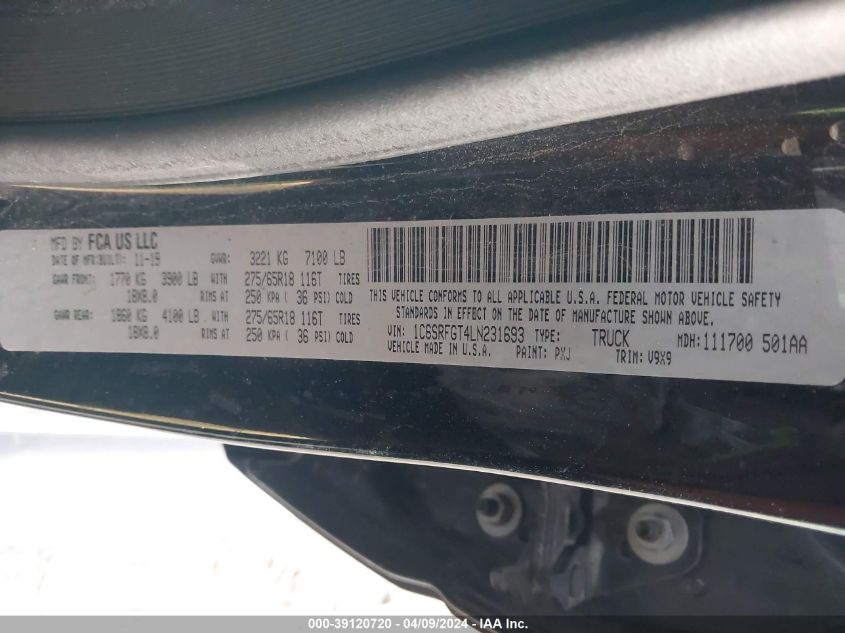 MFD BY FCA US LLC
DATE OF MFR(BUILT): 11-19 GVWR: 3221 KG 7100 LB
GAWR FRONT: 1770 KG 3900 LB WITH 275/65R18 116T TIRES
18X8.0 RIMS AT 250 KPA ( 36 PSI) COLD
GAWR REAR: 1860 KG 4100 LB WITH 275/65R18 116T TIRES
18X8.0 RIMS AT 250 KPA ( 36 PSI) COLD
THIS VEHICLE CONFORMS TO ALL APPLICABLE U.S.A. FEDERAL MOTOR VEHICLE SAFETY
STANDARDS IN EFFECT ON THE DATE OF MANUFACTURE SHOWN ABOVE.
VIN: 1C6SRFGT4LN231693 TYPE: TRUCK MDH: 111700 501AA
VEHICLE MADE IN U.S.A. PAINT: PXJ TRIM: V9X9
000-39120720 - 04/09/2024 - IAAI.com